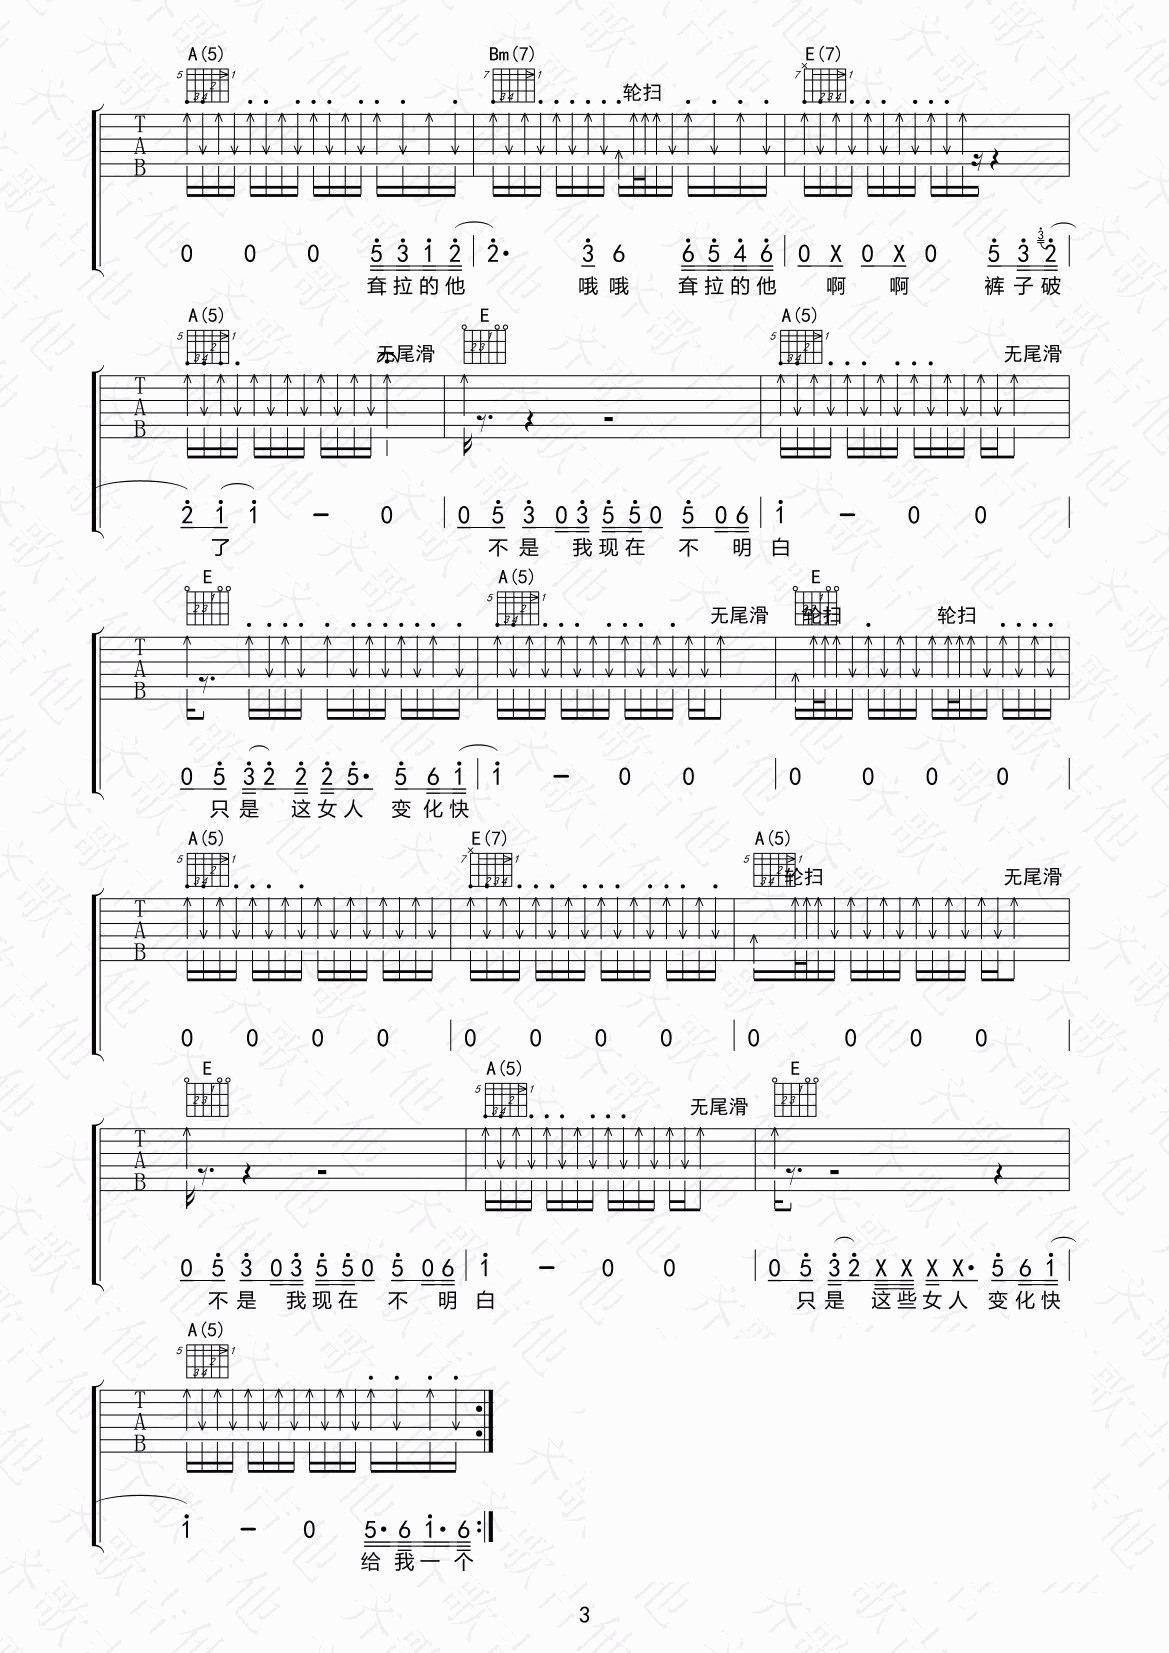 A(5) Bm(7) E(7)
轮扫
T
A
B
0 0 0 5 3 1 2 2· 3 6 6 5 4 6 0 X 0 X 0 5 3 3 2
耷拉的他 哦哦 耷拉的他 啊 啊 裤子破
A(5) E A(5)
无尾滑 无尾滑
T
A
B
2 1 1 — 0 0 5 3 0 3 5 5 0 5 0 6 1 — 0 0
了 不是 我现在 不 明 白
E A(5) E
无尾滑 轮扫 轮扫
T
A
B
0 5 3 2 2 2 5· 5 6 1 1 — 0 0 0 0 0 0
只是 这女人 变化快
A(5) E(7) A(5)
轮扫 无尾滑
T
A
B
0 0 0 0 0 0 0 0 0 0 0 0
E A(5) E
无尾滑
T
A
B
0 5 3 0 3 5 5 0 5 0 6 1 — 0 0 0 5 3 2 X X X X· 5 6 1
不是 我现在 不 明 白 只是 这些女人 变化快
A(5)
T
A
B
1 — 0 5· 6 1· 6
给我一个
3